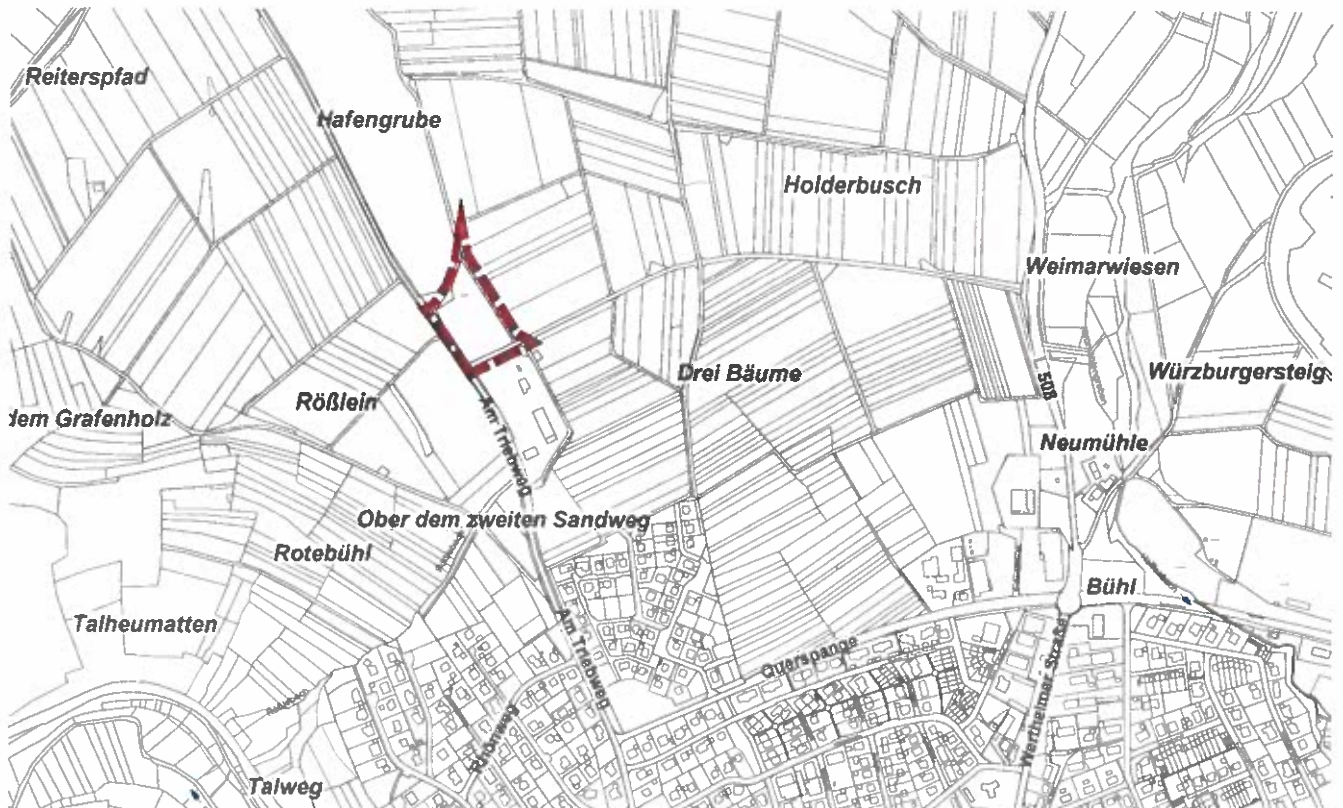 Reiterspfad
Hafengrube
Holderbusch
Weimarwiesen
Drei Bäume
Würzburgersteig
508
Rößlein
dem Grafenholz
Am Triebweg
Neumühle
Ober dem zweiten Sandweg
Rotebühl
Bühl
Talheumatten
Am Triebweg
Querspange
Wertheimer Straße
Talweg